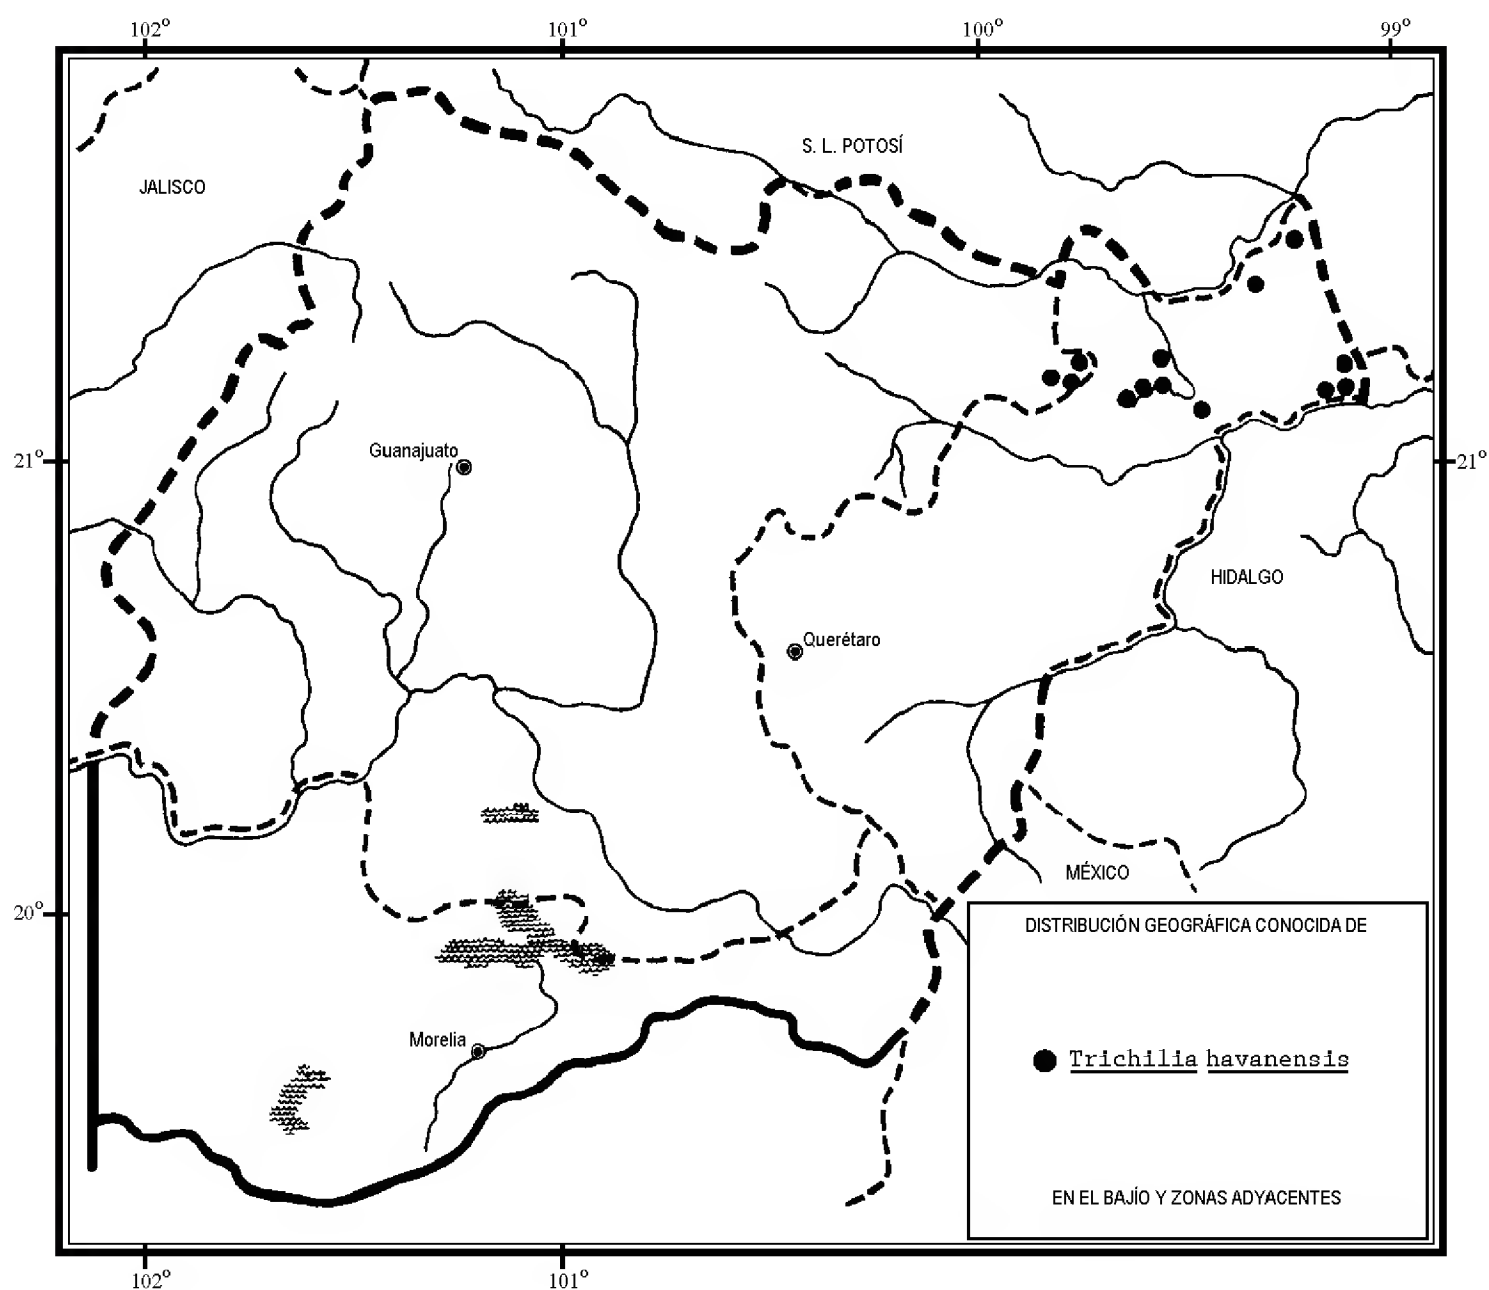 102° 101° 100° 99°
S. L. POTOSÍ
JALISCO
Guanajuato
21° 21°
HIDALGO
Querétaro
MÉXICO
20°
DISTRIBUCIÓN GEOGRÁFICA CONOCIDA DE
Morelia
Trichilia havanensis
EN EL BAJÍO Y ZONAS ADYACENTES
102° 101°